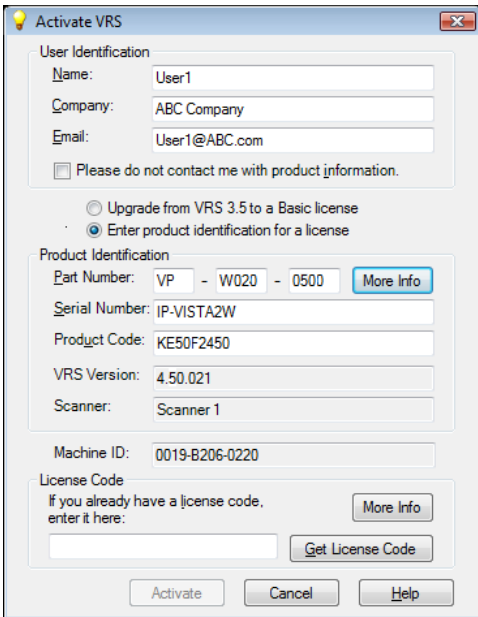 Activate VRS
User Identification
Name: User1
Company: ABC Company
Email: User1@ABC.com
Please do not contact me with product information.
Upgrade from VRS 3.5 to a Basic license
Enter product identification for a license
Product Identification
Part Number: VP - W020 - 0500 More Info
Serial Number: IP-VISTA2W
Product Code: KE50F2450
VRS Version: 4.50.021
Scanner: Scanner 1
Machine ID: 0019-B206-0220
License Code
If you already have a license code,
enter it here:
More Info
Get License Code
Activate Cancel Help